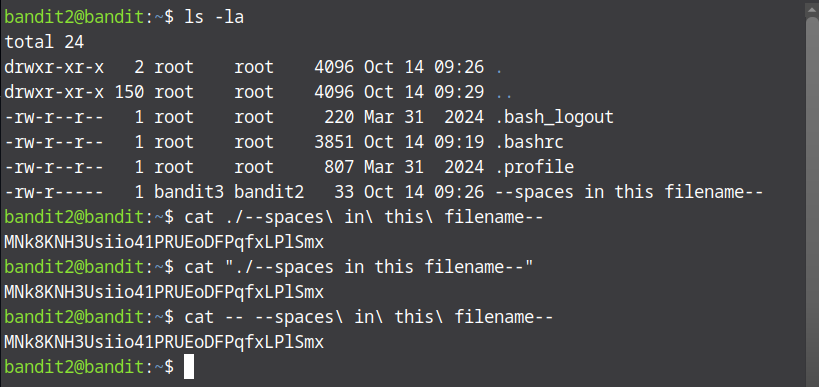 bandit2@bandit:~$ ls -la
total 24
drwxr-xr-x   2 root    root    4096 Oct 14 09:26 .
drwxr-xr-x 150 root    root    4096 Oct 14 09:29 ..
-rw-r--r--   1 root    root     220 Mar 31  2024 .bash_logout
-rw-r--r--   1 root    root    3851 Oct 14 09:19 .bashrc
-rw-r--r--   1 root    root     807 Mar 31  2024 .profile
-rw-r-----   1 bandit3 bandit2   33 Oct 14 09:26 --spaces in this filename--
bandit2@bandit:~$ cat ./--spaces\ in\ this\ filename--
MNk8KNH3Usiio41PRUEoDFPqfxLPlSmx
bandit2@bandit:~$ cat "./--spaces in this filename--"
MNk8KNH3Usiio41PRUEoDFPqfxLPlSmx
bandit2@bandit:~$ cat -- --spaces\ in\ this\ filename--
MNk8KNH3Usiio41PRUEoDFPqfxLPlSmx
bandit2@bandit:~$